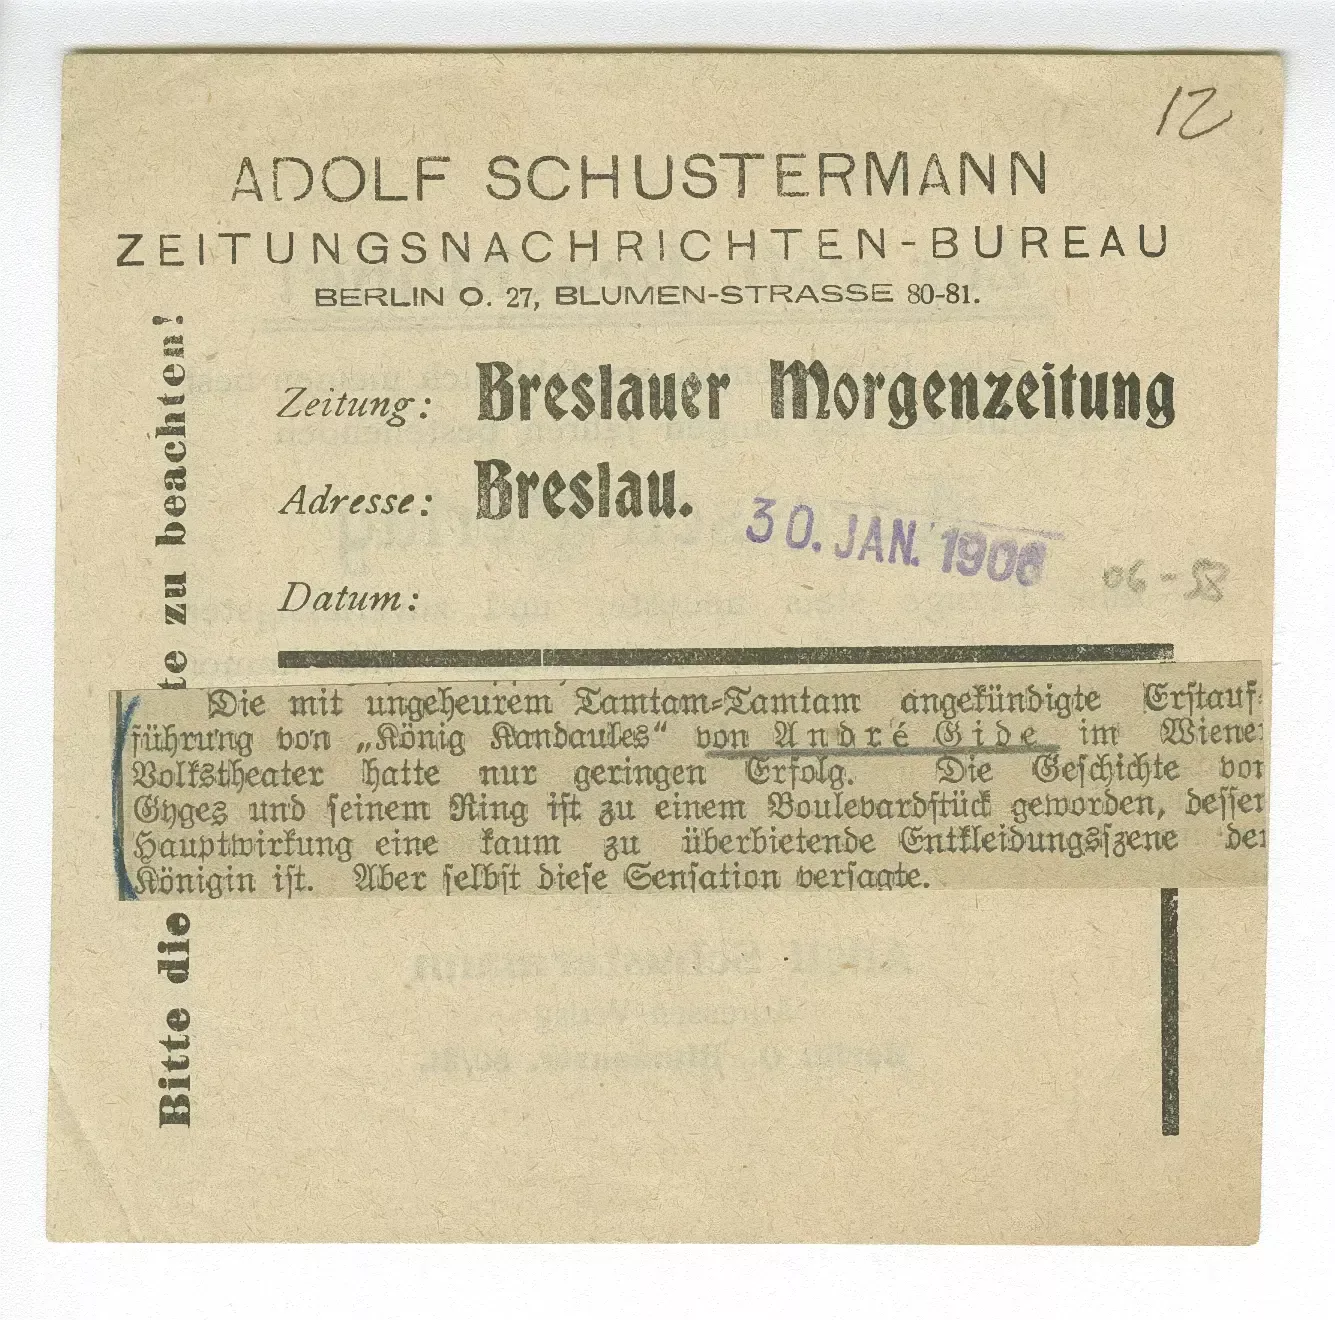 12
ADOLF SCHUSTERMANN
ZEITUNGSNACHRICHTEN-BUREAU
BERLIN O. 27, BLUMEN-STRASSE 80-81.
Zeitung: Breslauer Morgenzeitung
Adresse: Breslau.
30. JAN. 1906
06-58
Datum:
Die mit ungeheurem Tamtam-Tamtam angekündigte Erstauf-
führung von „König Kandaules“ von André Gide im Wiener
Volkstheater hatte nur geringen Erfolg. Die Geschichte von
Gyges und seinem Ring ist zu einem Boulevardstück geworden, dessen
Hauptwirkung eine kaum zu überbietende Entkleidungsszene der
Königin ist. Aber selbst diese Sensation versagte.
Bitte die te zu beachten!